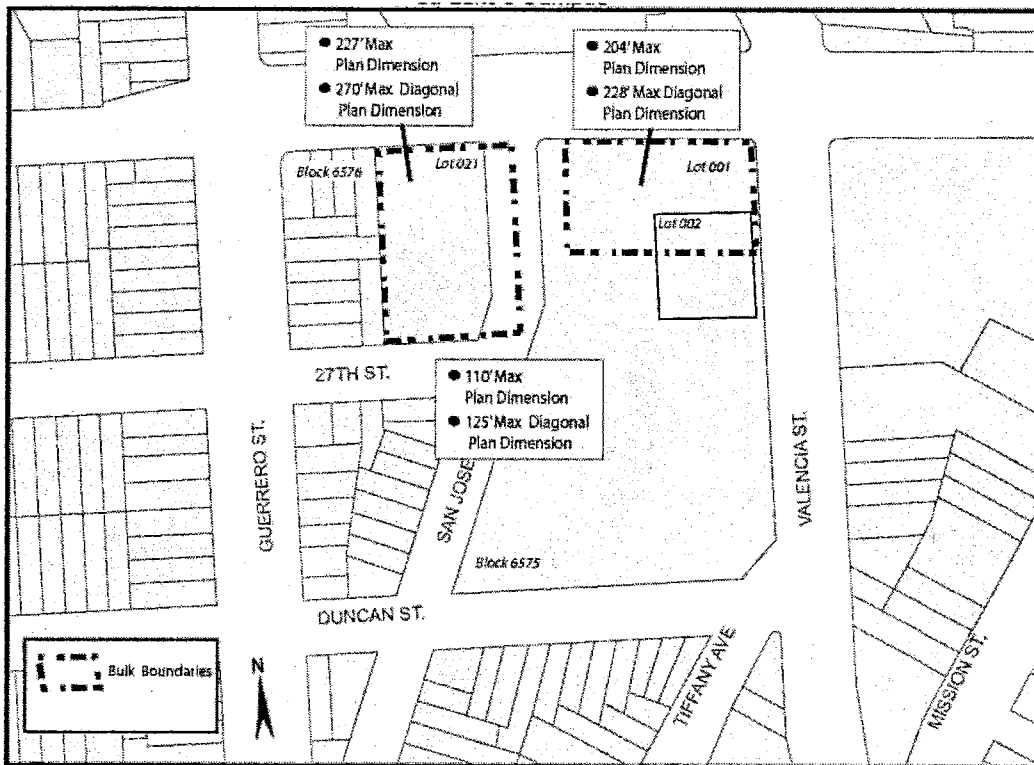 ● 227' Max
Plan Dimension
● 270' Max Diagonal
Plan Dimension
● 204' Max
Plan Dimension
● 228' Max Diagonal
Plan Dimension
Block 6576
Lot 021
Lot 001
Lot 002
27TH ST.
● 110' Max
Plan Dimension
● 125' Max Diagonal
Plan Dimension
GUERRERO ST.
SAN JOSE
VALENCIA ST.
Block 6575
DUNCAN ST.
Bulk Boundaries
N
TIFFANY AVE
MISSION ST.